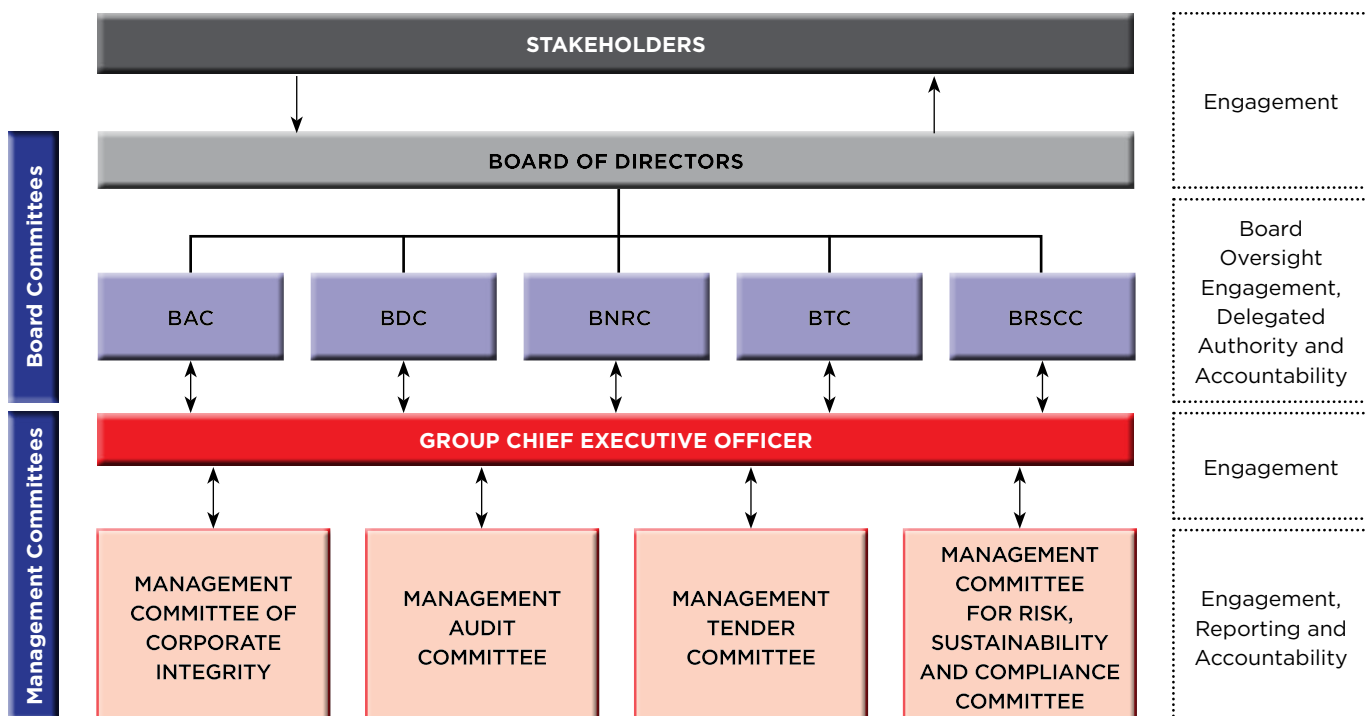 STAKEHOLDERS
Engagement
Board Committees
BOARD OF DIRECTORS
Board
Oversight
Engagement,
Delegated
Authority and
Accountability
BAC
BDC
BNRC
BTC
BRSCC
Management Committees
GROUP CHIEF EXECUTIVE OFFICER
Engagement
MANAGEMENT
COMMITTEE OF
CORPORATE
INTEGRITY
MANAGEMENT
AUDIT
COMMITTEE
MANAGEMENT
TENDER
COMMITTEE
MANAGEMENT
COMMITTEE
FOR RISK,
SUSTAINABILITY
AND COMPLIANCE
COMMITTEE
Engagement,
Reporting and
Accountability